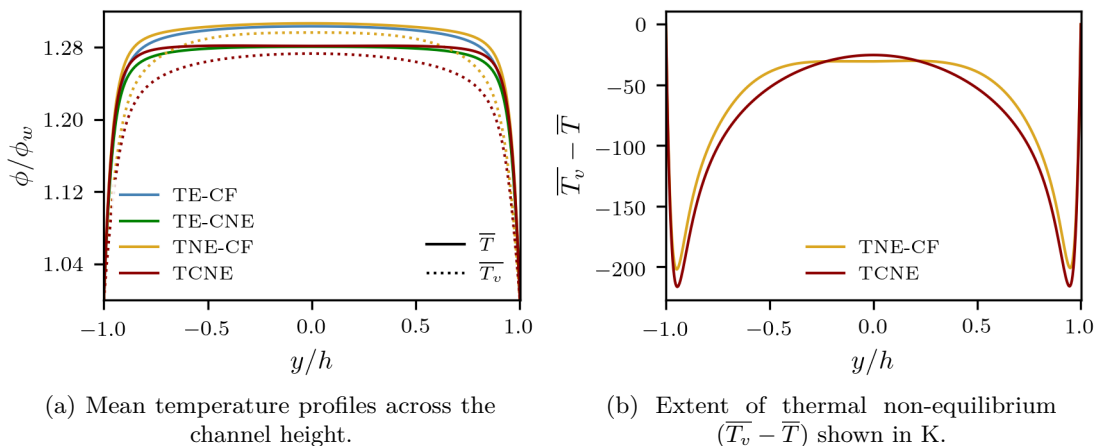 1.28
1.20
1.12
1.04
ϕ/ϕ_w
TE-CF
TE-CNE
TNE-CF
TCNE
T̅
T̅_v̅
−1.0 −0.5 0.0 0.5 1.0
y/h
(a) Mean temperature profiles across the
channel height.
0
−50
−100
−150
−200
T̅_v̅ − T̅
TNE-CF
TCNE
−1.0 −0.5 0.0 0.5 1.0
y/h
(b) Extent of thermal non-equilibrium
(T̅_v̅ − T̅) shown in K.